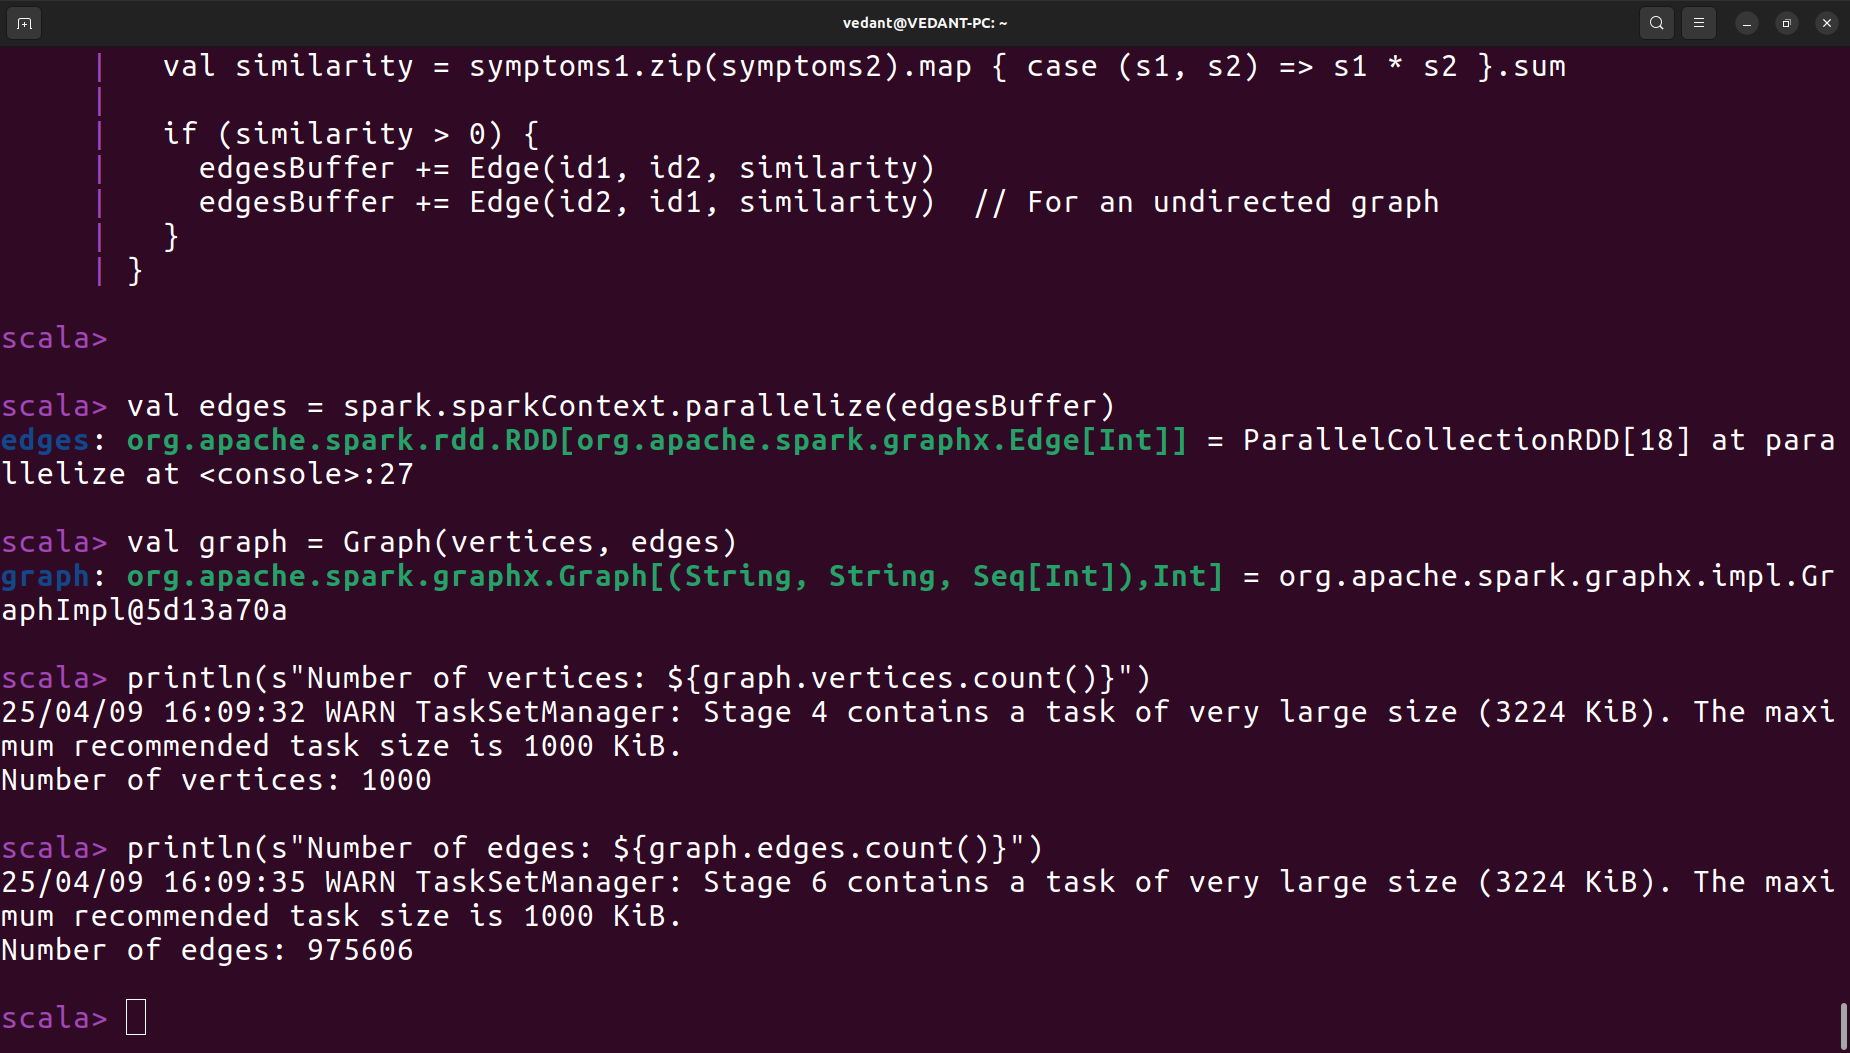 vedant@VEDANT-PC: ~
|   val similarity = symptoms1.zip(symptoms2).map { case (s1, s2) => s1 * s2 }.sum
|
|   if (similarity > 0) {
|     edgesBuffer += Edge(id1, id2, similarity)
|     edgesBuffer += Edge(id2, id1, similarity)  // For an undirected graph
|   }
| }
scala>
scala> val edges = spark.sparkContext.parallelize(edgesBuffer)
edges: org.apache.spark.rdd.RDD[org.apache.spark.graphx.Edge[Int]] = ParallelCollectionRDD[18] at para
llelize at <console>:27
scala> val graph = Graph(vertices, edges)
graph: org.apache.spark.graphx.Graph[(String, String, Seq[Int]),Int] = org.apache.spark.graphx.impl.Gr
aphImpl@5d13a70a
scala> println(s"Number of vertices: ${graph.vertices.count()}")
25/04/09 16:09:32 WARN TaskSetManager: Stage 4 contains a task of very large size (3224 KiB). The maxi
mum recommended task size is 1000 KiB.
Number of vertices: 1000
scala> println(s"Number of edges: ${graph.edges.count()}")
25/04/09 16:09:35 WARN TaskSetManager: Stage 6 contains a task of very large size (3224 KiB). The maxi
mum recommended task size is 1000 KiB.
Number of edges: 975606
scala>